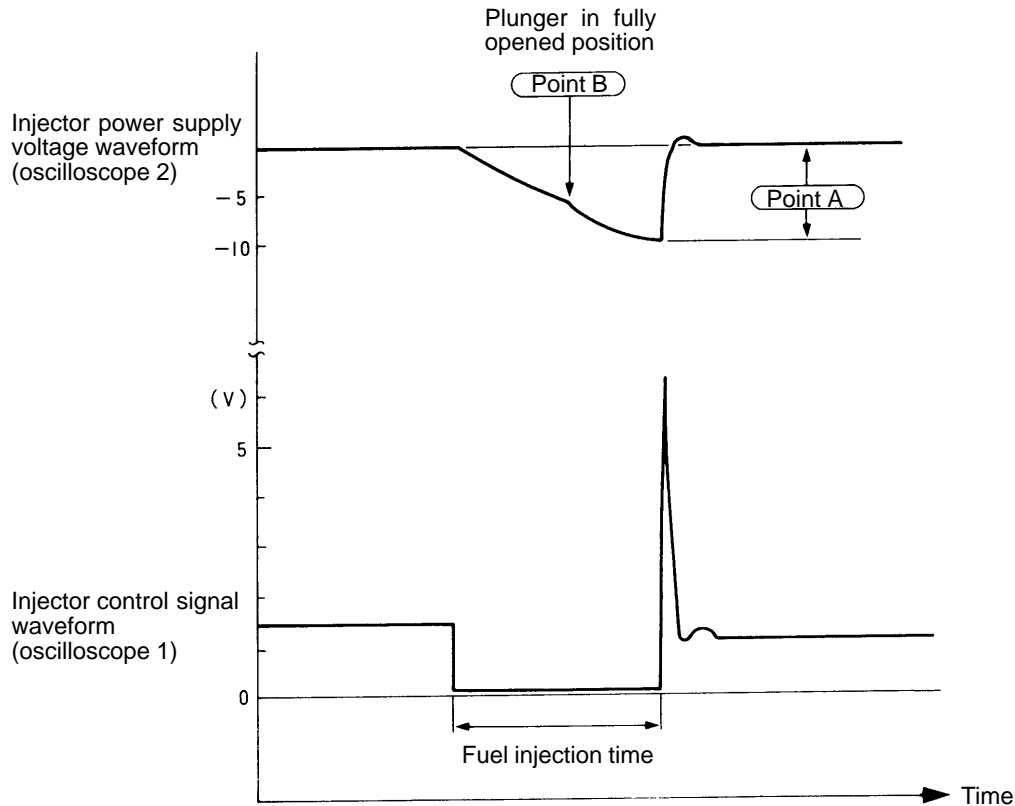 Plunger in fully
opened position
Point B
Injector power supply
voltage waveform
(oscilloscope 2)
−5
−10
Point A
(V)
5
Injector control signal
waveform
(oscilloscope 1)
0
Fuel injection time
Time